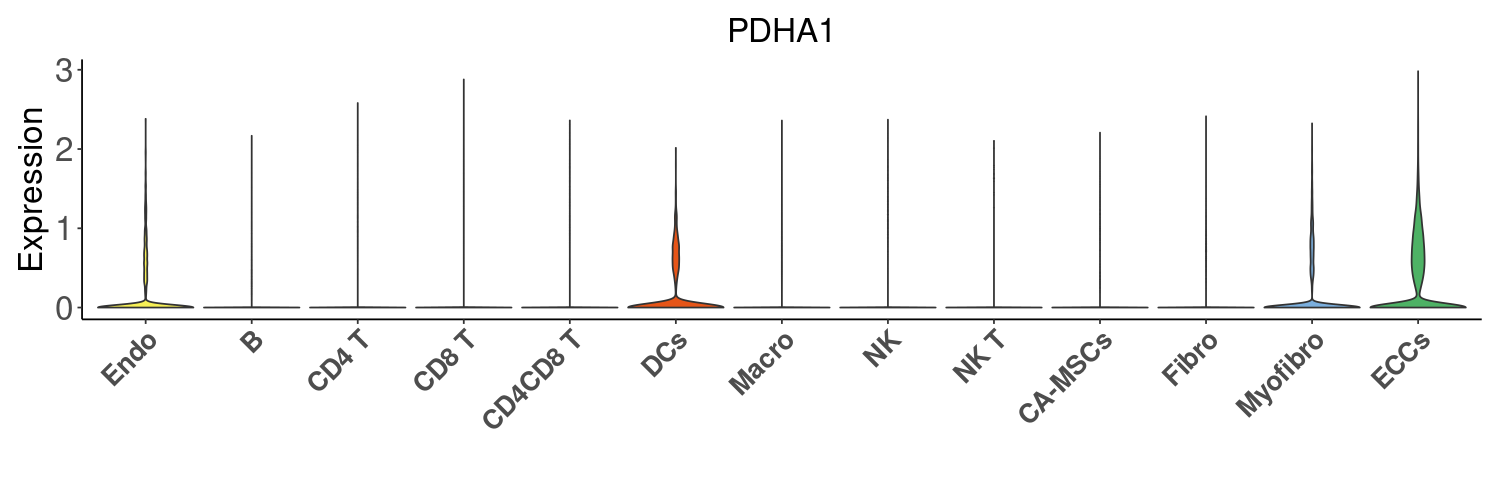 PDHA1
Expression
3
2
1
0
Endo
B
CD4 T
CD8 T
CD4CD8 T
DCs
Macro
NK
NK T
CA-MSCs
Fibro
Myofibro
ECCs